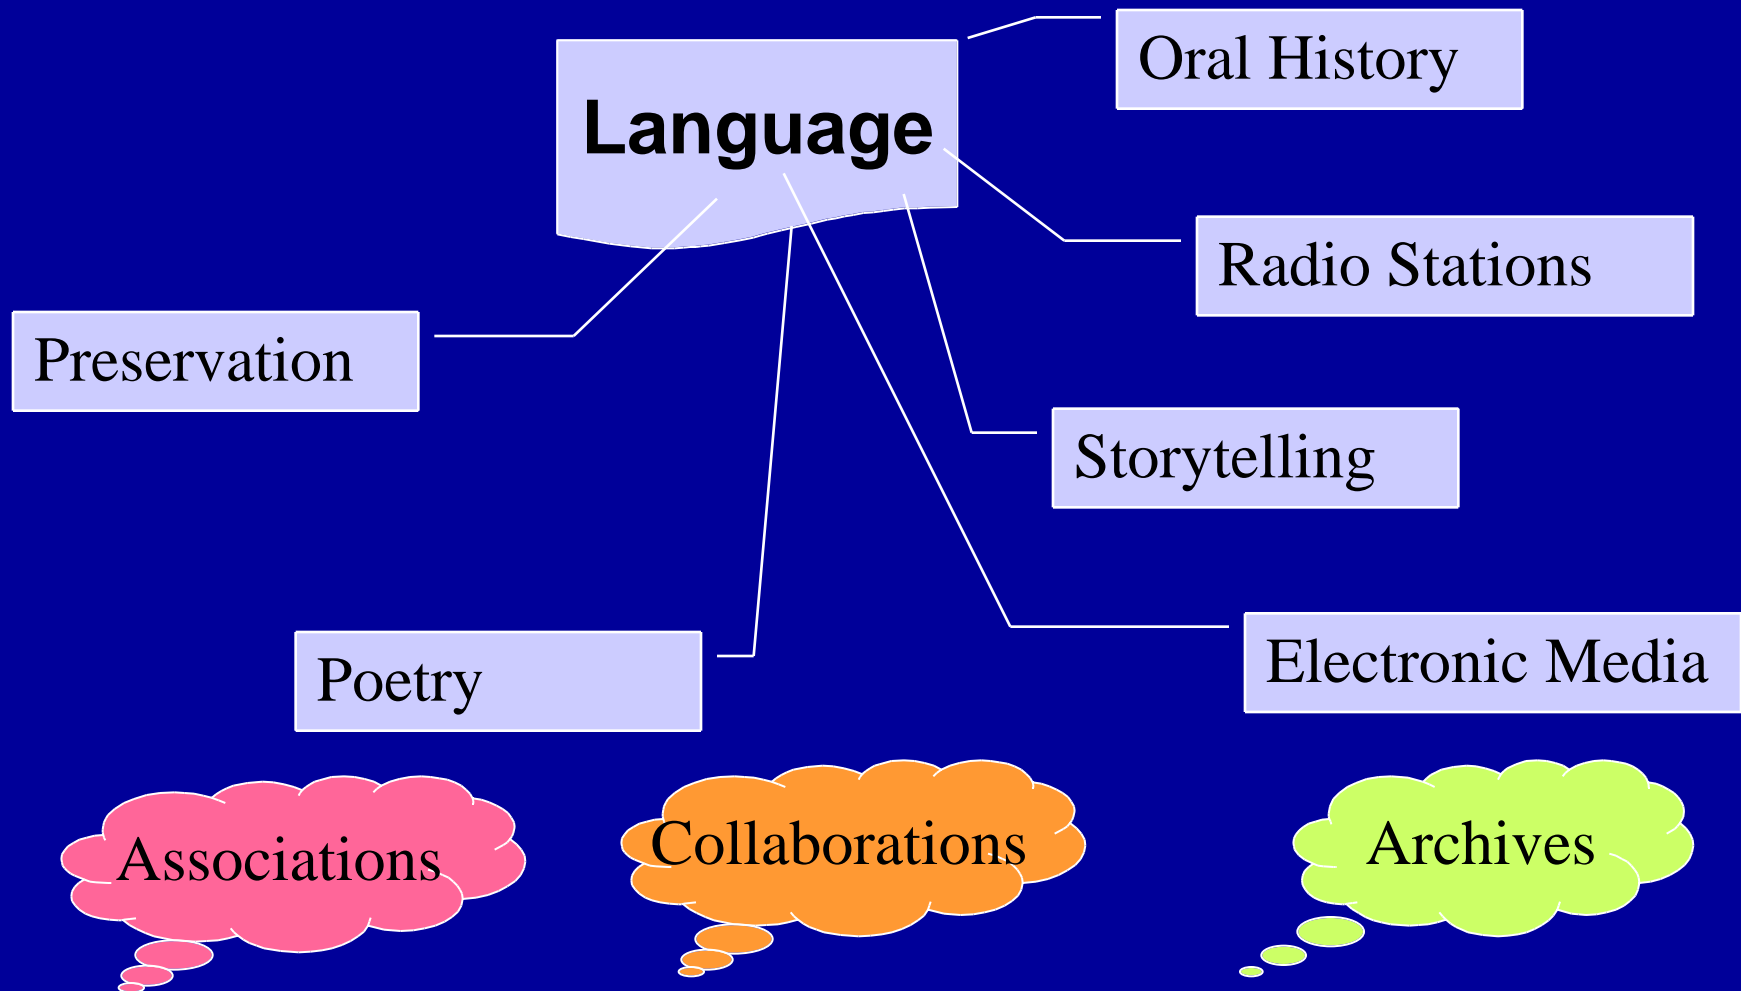 Oral History
Language
Radio Stations
Preservation
Storytelling
Electronic Media
Poetry
Associations
Collaborations
Archives